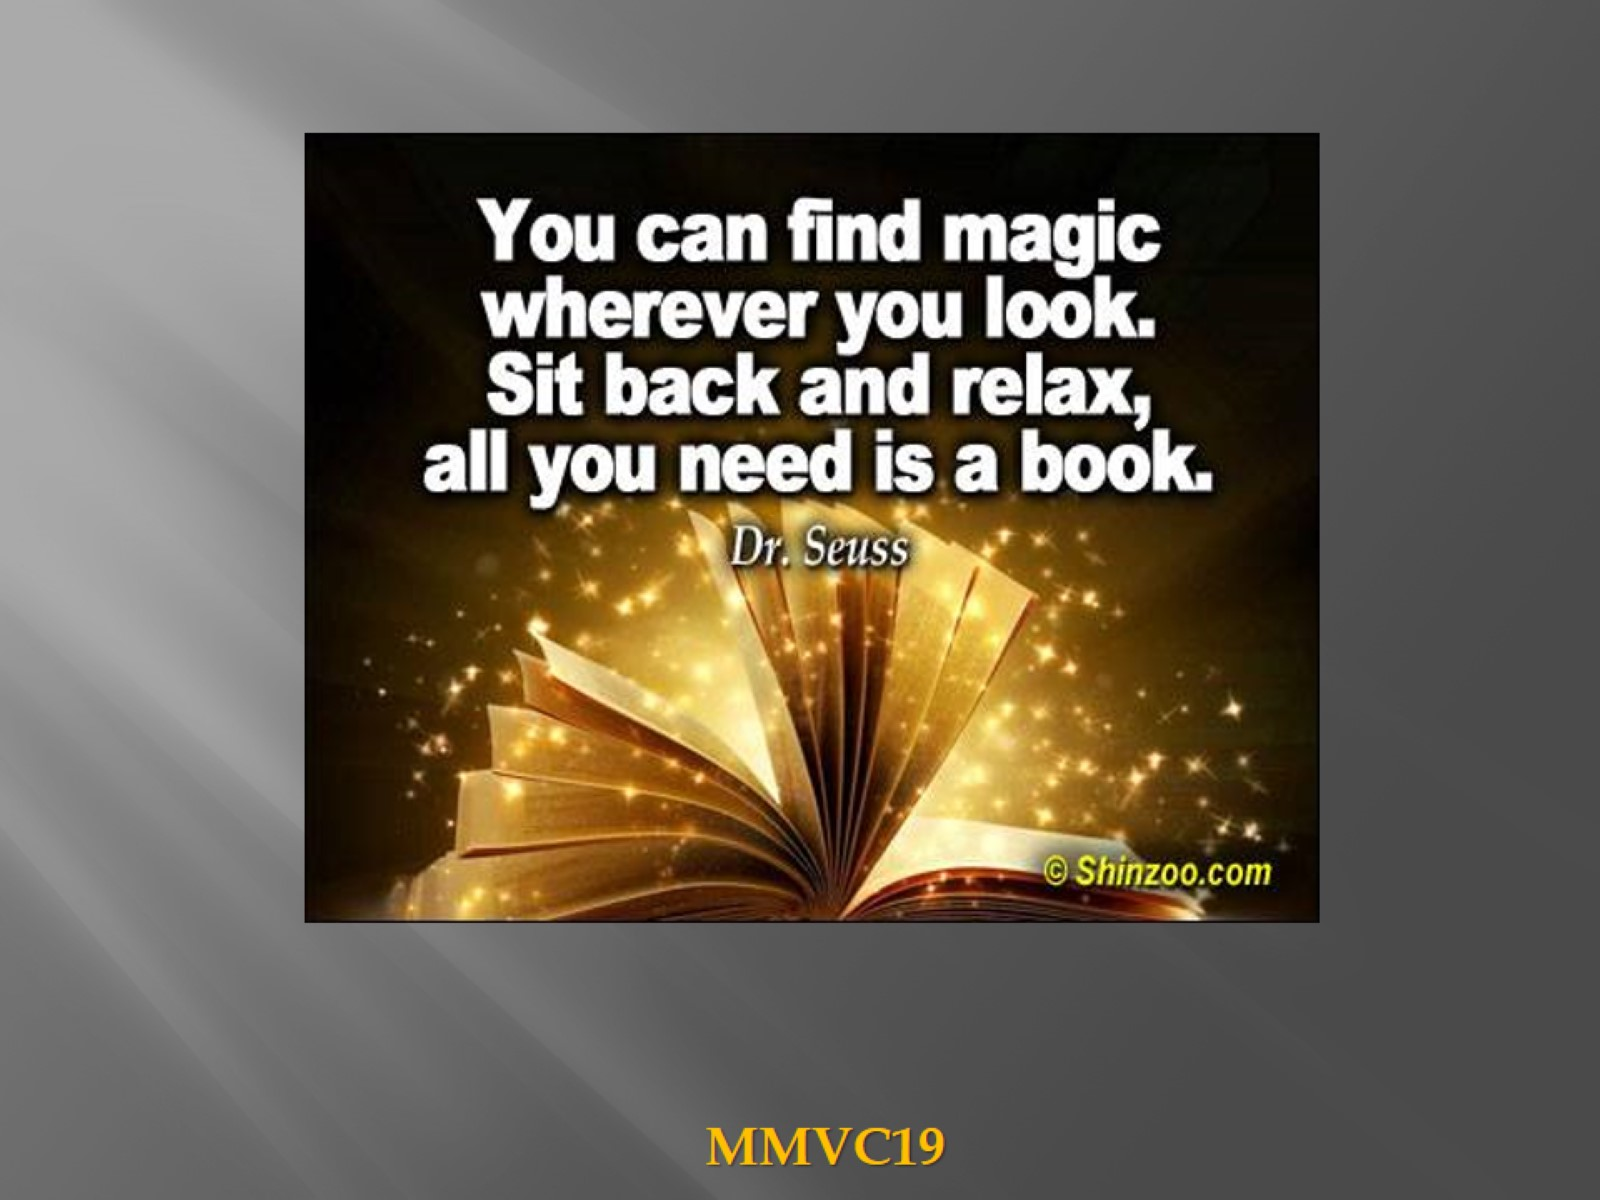 You can find magic
wherever you look.
Sit back and relax,
all you need is a book.
Dr. Seuss
© Shinzoo.com
MMVC19